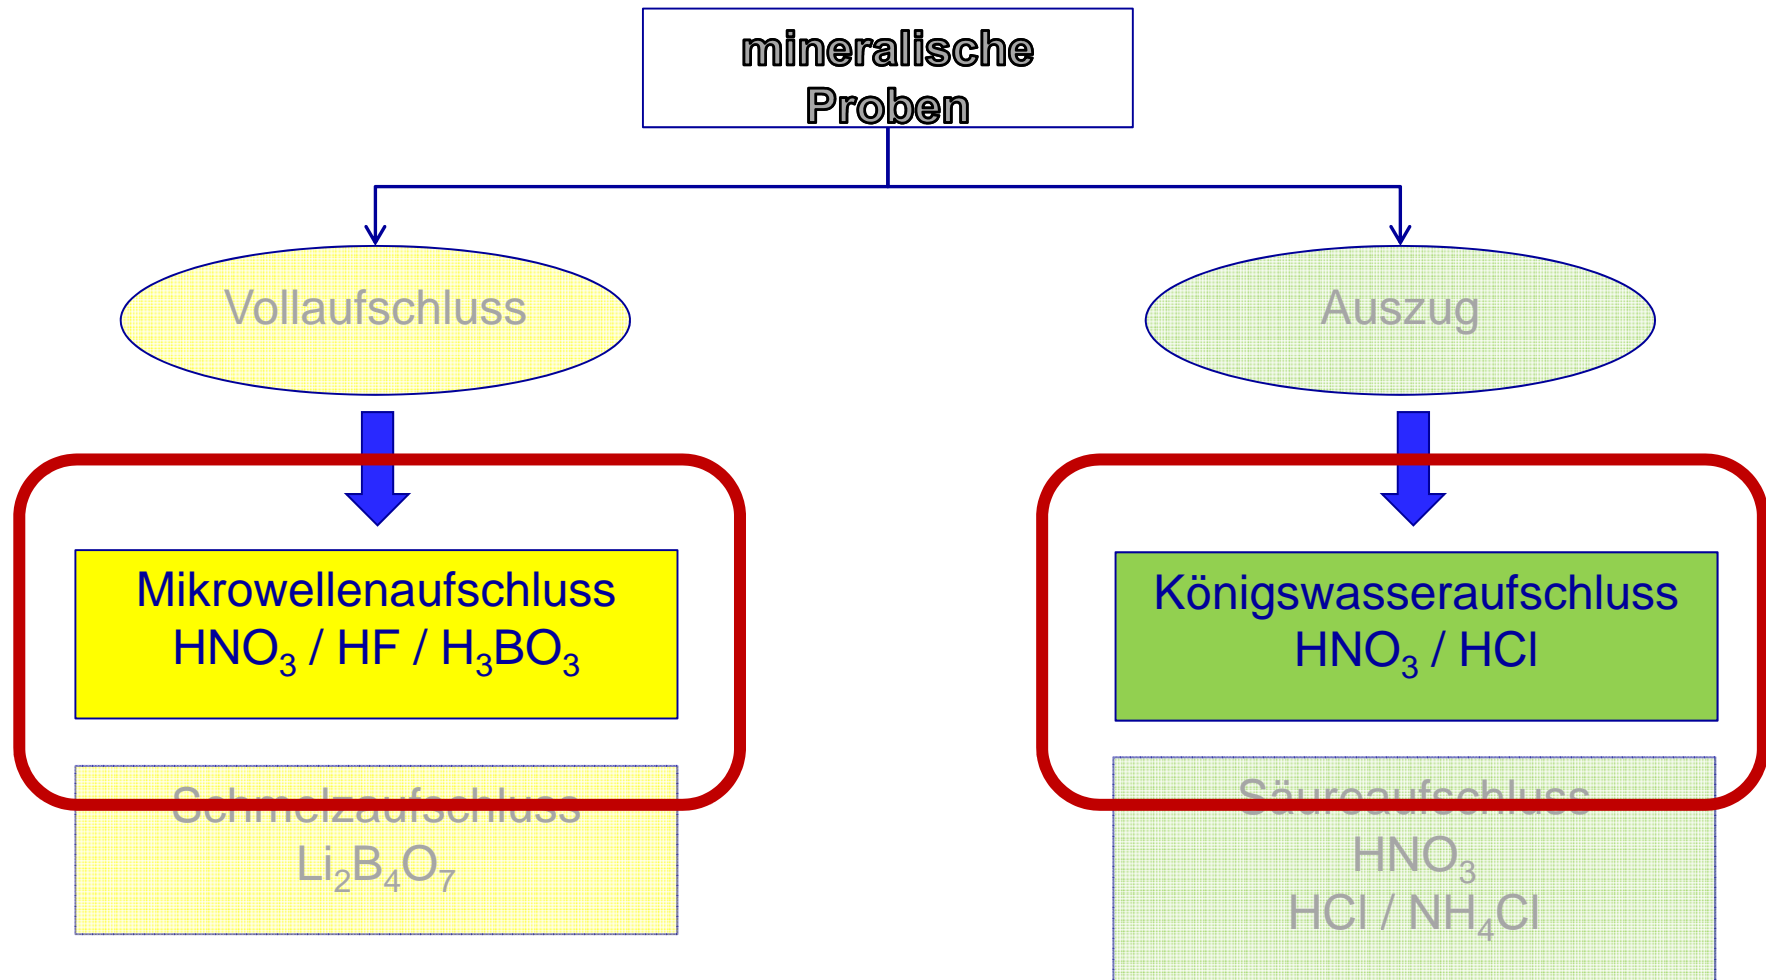 mineralische
Proben
Vollaufschluss
Auszug
Mikrowellenaufschluss
HNO₃ / HF / H₃BO₃
Königswasseraufschluss
HNO₃ / HCl
Schmelzaufschluss
Li₂B₄O₇
Säureaufschluss
HNO₃
HCl / NH₄Cl